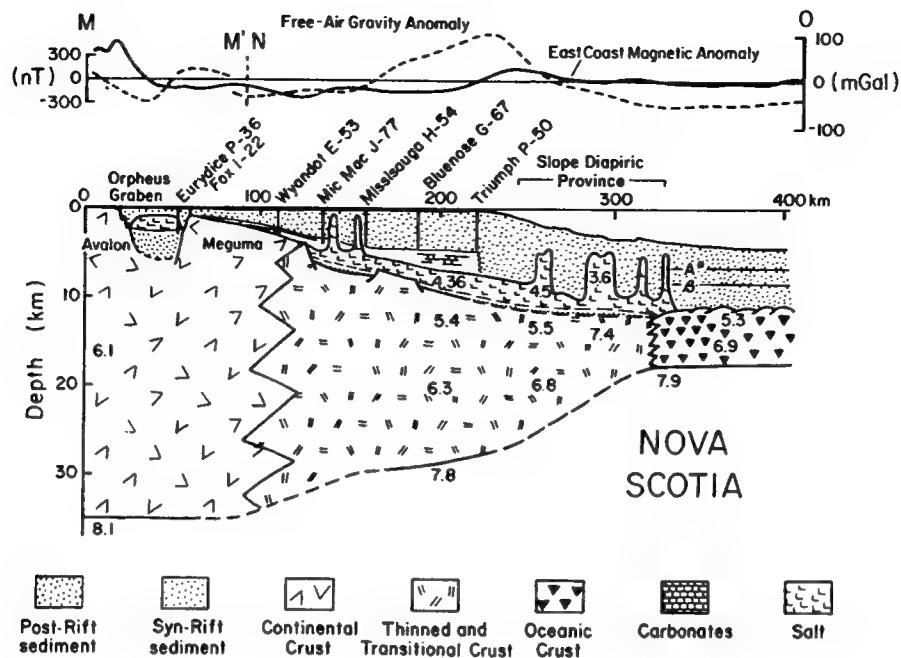 M
Free-Air Gravity Anomaly
O
300
M' N
East Coast Magnetic Anomaly
100
(nT) 0
0 (mGal)
-300
-100
Eurydice P-36
Fox I-22
Wyandot E-53
Mic Mac J-77
Missisauga H-54
Bluenose G-67
Triumph P-50
Slope Diapiric
Province
Orpheus
Graben
0
100
200
300
400 km
Avalon
Meguma
4.36
4.5
3.6
A*
10
5.4
5.5
7.4
5.3
6.1
6.9
Depth (km)
20
6.3
6.8
7.9
30
7.8
NOVA
SCOTIA
8.1
Post-Rift
sediment
Syn-Rift
sediment
Continental
Crust
Thinned and
Transitional Crust
Oceanic
Crust
Carbonates
Salt